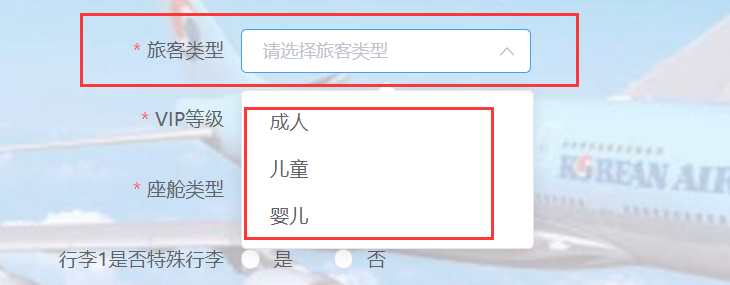 * 旅客类型 请选择旅客类型
* VIP等级
成人
儿童
* 座舱类型
婴儿
KOREAN AIR
行李1是否特殊行李 是 否